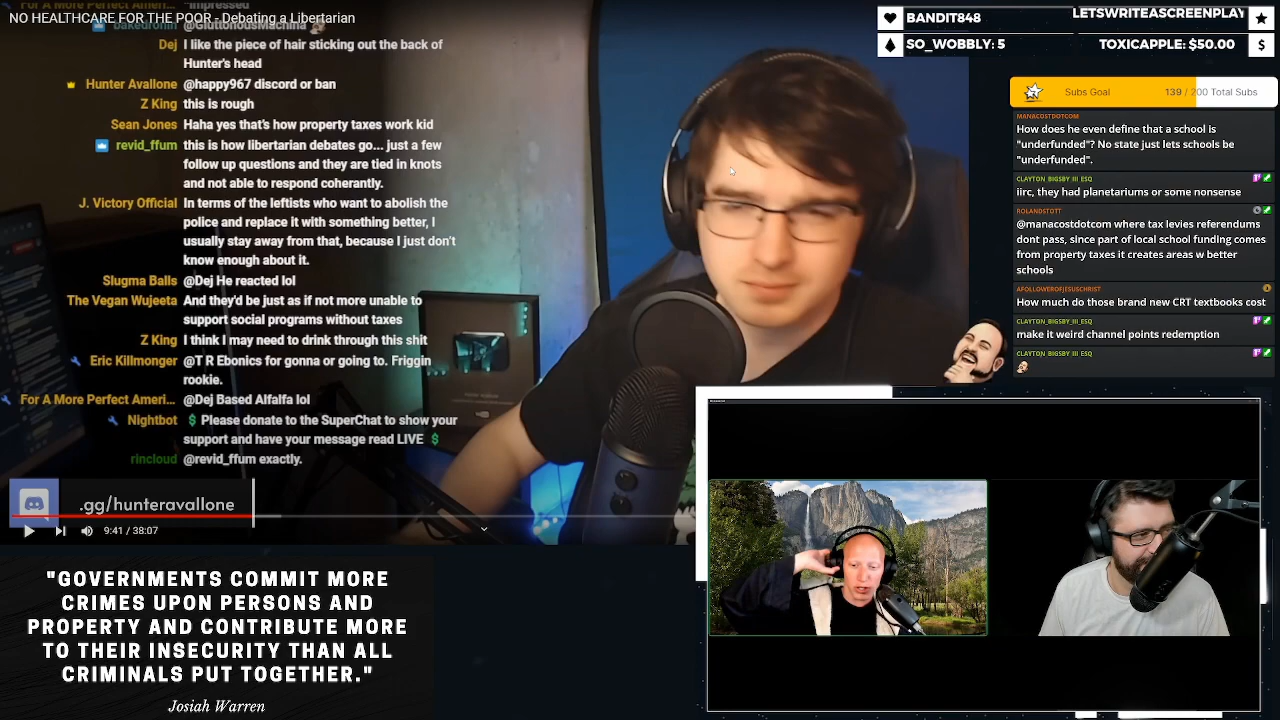 NO HEALTHCARE FOR THE POOR - Debating a Libertarian
bakedronin @GluttonousMachina
Dej I like the piece of hair sticking out the back of
Hunter's head
Hunter Avallone @happy967 discord or ban
Z King this is rough
Sean Jones Haha yes that's how property taxes work kid
revid_ffum this is how libertarian debates go... just a few
follow up questions and they are tied in knots
and not able to respond coherantly.
J. Victory Official In terms of the leftists who want to abolish the
police and replace it with something better, I
usually stay away from that, because I just don't
know enough about it.
Slugma Balls @Dej He reacted lol
The Vegan Wujeeta And they'd be just as if not more unable to
support social programs without taxes
Z King I think I may need to drink through this shit
Eric Killmonger @T R Ebonics for gonna or going to. Friggin
rookie.
For A More Perfect Ameri... @Dej Based Alfalfa lol
Nightbot $ Please donate to the SuperChat to show your
support and have your message read LIVE $
rincloud @revid_ffum exactly.
.gg/hunteravallone
9:41 / 38:07
"GOVERNMENTS COMMIT MORE
CRIMES UPON PERSONS AND
PROPERTY AND CONTRIBUTE MORE
TO THEIR INSECURITY THAN ALL
CRIMINALS PUT TOGETHER."
Josiah Warren
BANDIT848
LETSWRITEASCREENPLAY
SO_WOBBLY: 5
TOXICAPPLE: $50.00
$
Subs Goal 139 / 200 Total Subs
MANACOSTDOTCOM
How does he even define that a school is
"underfunded"? No state just lets schools be
"underfunded".
CLAYTON_BIGSBY_III_ESQ
iirc, they had planetariums or some nonsense
ROLANDSTOTT
@manacostdotcom where tax levies referendums
dont pass, since part of local school funding comes
from property taxes it creates areas w better
schools
AFOLLOWEROFJESUSCHRIST
How much do those brand new CRT textbooks cost
CLAYTON_BIGSBY_III_ESQ
make it weird channel points redemption
CLAYTON_BIGSBY_III_ESQ